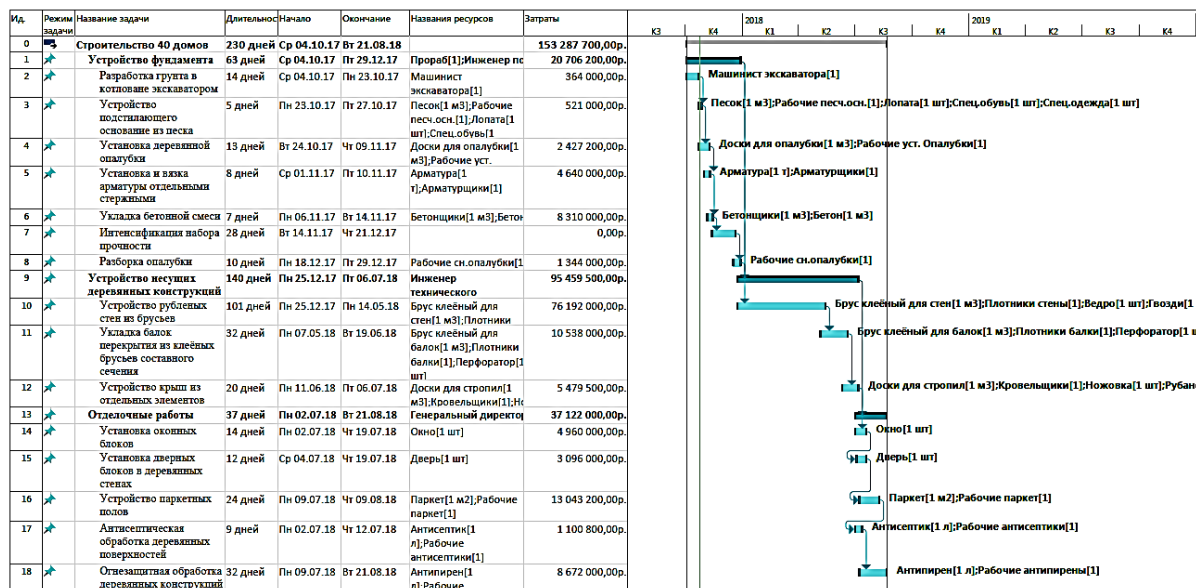 Ид. Режим задачи Название задачи Длительнос Начало Окончание Названия ресурсов Затраты
2018 2019
К3 К4 К1 К2 К3 К4 К1 К2 К3 К4
0 Строительство 40 домов 230 дней Ср 04.10.17 Вт 21.08.18 153 287 700,00р.
1 Устройство фундамента 63 дней Ср 04.10.17 Пт 29.12.17 Прораб[1];Инженер по 20 706 200,00р.
2 Разработка грунта в 14 дней Ср 04.10.17 Пн 23.10.17 Машинист 364 000,00р. Машинист экскаватора[1]
котловане экскаватором экскаватора[1]
3 Устройство 5 дней Пн 23.10.17 Пт 27.10.17 Песок[1 м3];Рабочие 521 000,00р. Песок[1 м3];Рабочие песч.осн.[1];Лопата[1 шт];Спец.обувь[1 шт];Спец.одежда[1 шт]
подстилающего песч.осн.[1];Лопата[1
основание из песка шт];Спец.обувь[1
4 Установка деревянной 13 дней Вт 24.10.17 Чт 09.11.17 Доски для опалубки[1 2 427 200,00р. Доски для опалубки[1 м3];Рабочие уст. Опалубки[1]
опалубки м3];Рабочие уст.
5 Установка и вязка 8 дней Ср 01.11.17 Пт 10.11.17 Арматура[1 4 640 000,00р. Арматура[1 т];Арматурщики[1]
арматуры отдельными т];Арматурщики[1]
стержными
6 Укладка бетонной смеси 7 дней Пн 06.11.17 Вт 14.11.17 Бетонщики[1 м3];Бетон 8 310 000,00р. Бетонщики[1 м3];Бетон[1 м3]
7 Интенсификация набора 28 дней Вт 14.11.17 Чт 21.12.17 0,00р.
прочности
8 Разборка опалубки 10 дней Пн 18.12.17 Пт 29.12.17 Рабочие сн.опалубки[1 1 344 000,00р. Рабочие сн.опалубки[1]
9 Устройство несущих 140 дней Пн 25.12.17 Пт 06.07.18 Инженер 95 459 500,00р.
деревянных конструкций технического
10 Устройство рубленых 101 дней Пн 25.12.17 Пн 14.05.18 Брус клеёный для 76 192 000,00р. Брус клеёный для стен[1 м3];Плотники стены[1];Ведро[1 шт];Гвозди[1
стен из брусьев стен[1 м3];Плотники
11 Укладка балок 32 дней Пн 07.05.18 Вт 19.06.18 Брус клеёный для 10 538 000,00р. Брус клеёный для балок[1 м3];Плотники балки[1];Перфоратор[1 ш
перекрытия из клеёных балок[1 м3];Плотники
брусьев составного балки[1];Перфоратор[1
сечения шт]
12 Устройство крыш из 20 дней Пн 11.06.18 Пт 06.07.18 Доски для стропил[1 5 479 500,00р. Доски для стропил[1 м3];Кровельщики[1];Ножовка[1 шт];Рубан
отдельных элементов м3];Кровельщики[1];Но
13 Отделочные работы 37 дней Пн 02.07.18 Вт 21.08.18 Генеральный директор 37 122 000,00р.
14 Установка оконных 14 дней Пн 02.07.18 Чт 19.07.18 Окно[1 шт] 4 960 000,00р. Окно[1 шт]
блоков
15 Установка дверных 12 дней Ср 04.07.18 Чт 19.07.18 Дверь[1 шт] 3 096 000,00р. Дверь[1 шт]
блоков в деревянных
стенах
16 Устройство паркетных 24 дней Пн 09.07.18 Чт 09.08.18 Паркет[1 м2];Рабочие 13 043 200,00р. Паркет[1 м2];Рабочие паркет[1]
полов паркет[1]
17 Антисептическая 9 дней Пн 02.07.18 Чт 12.07.18 Антисептик[1 1 100 800,00р. Антисептик[1 л];Рабочие антисептики[1]
обработка деревянных л];Рабочие
поверхностей антисептики[1]
18 Огнезащитная обработка 32 дней Пн 09.07.18 Вт 21.08.18 Антипирен[1 8 672 000,00р. Антипирен[1 л];Рабочие антипирены[1]
деревянных конструкций л];Рабочие